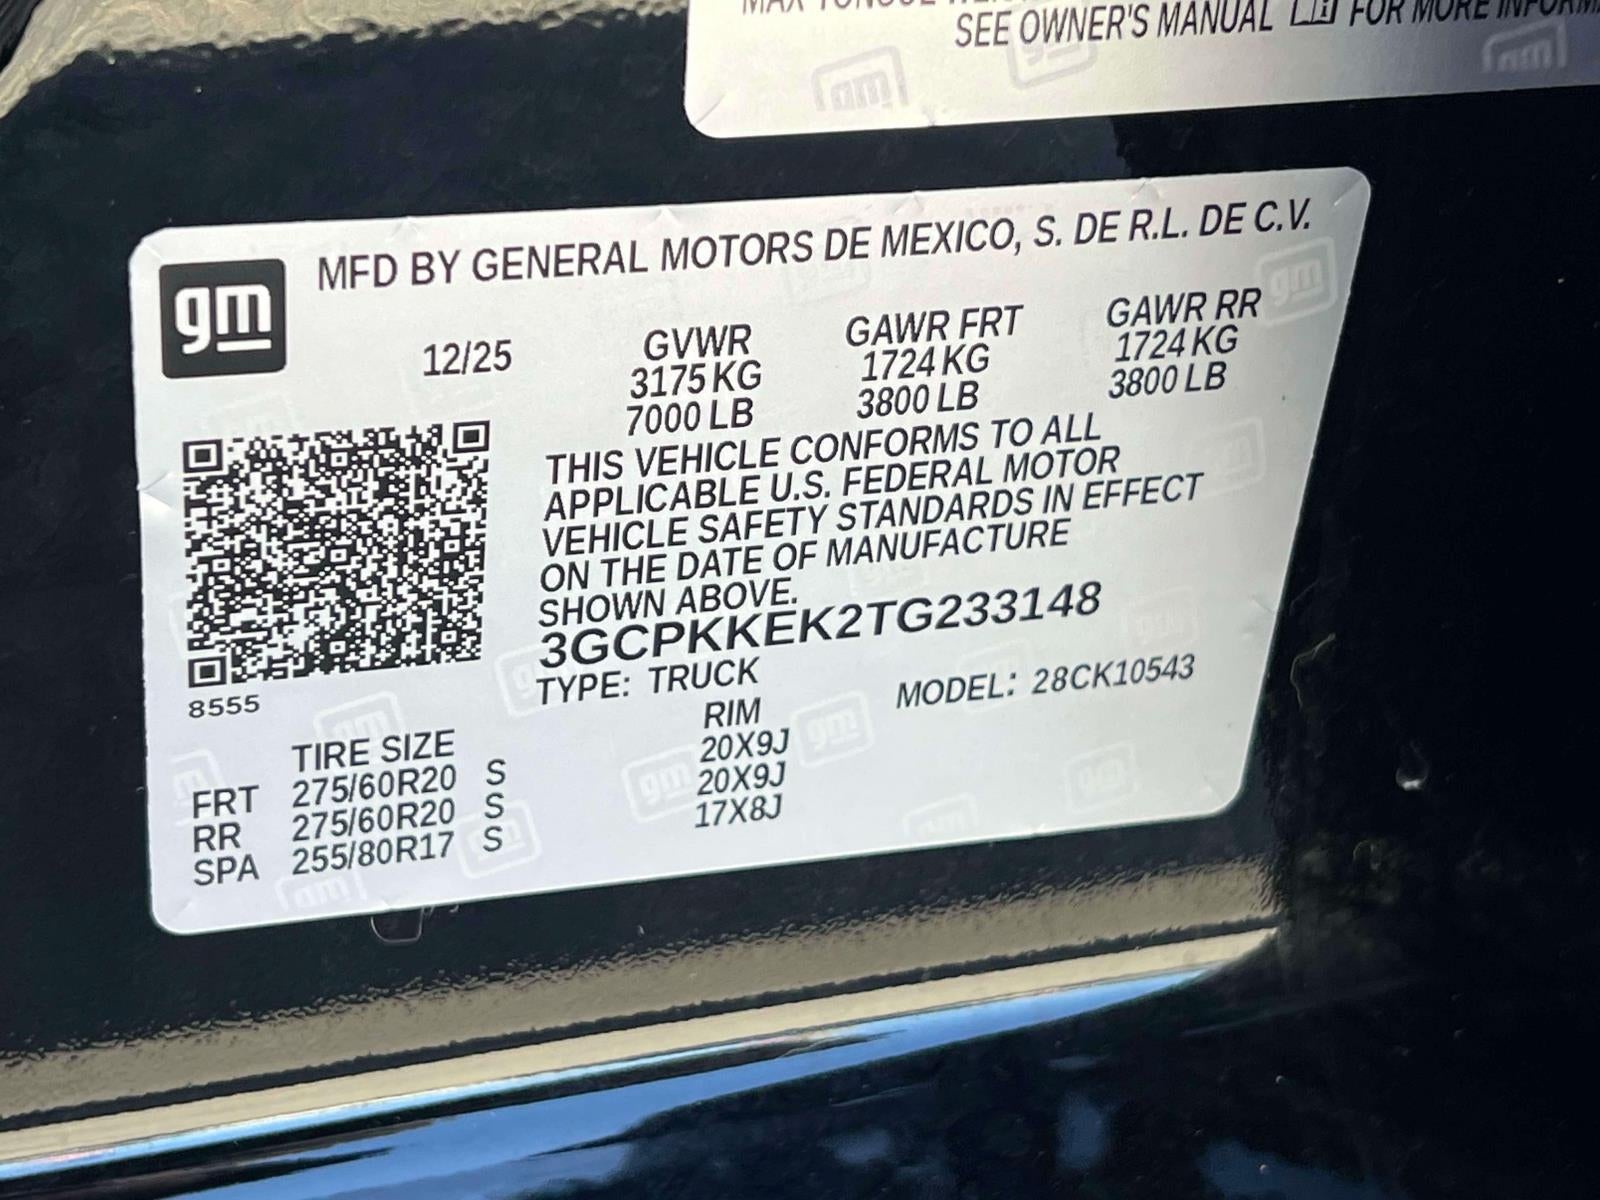 SEE OWNER'S MANUAL FOR MORE
gm
MFD BY GENERAL MOTORS DE MEXICO, S. DE R.L. DE C.V.
12/25
GVWR
3175 KG
7000 LB
GAWR FRT
1724 KG
3800 LB
GAWR RR
1724 KG
3800 LB
THIS VEHICLE CONFORMS TO ALL
APPLICABLE U.S. FEDERAL MOTOR
VEHICLE SAFETY STANDARDS IN EFFECT
ON THE DATE OF MANUFACTURE
SHOWN ABOVE.
3GCPKKEK2TG233148
TYPE: TRUCK MODEL: 28CK10543
8555
TIRE SIZE RIM
FRT 275/60R20 S 20X9J
RR 275/60R20 S 20X9J
SPA 255/80R17 S 17X8J